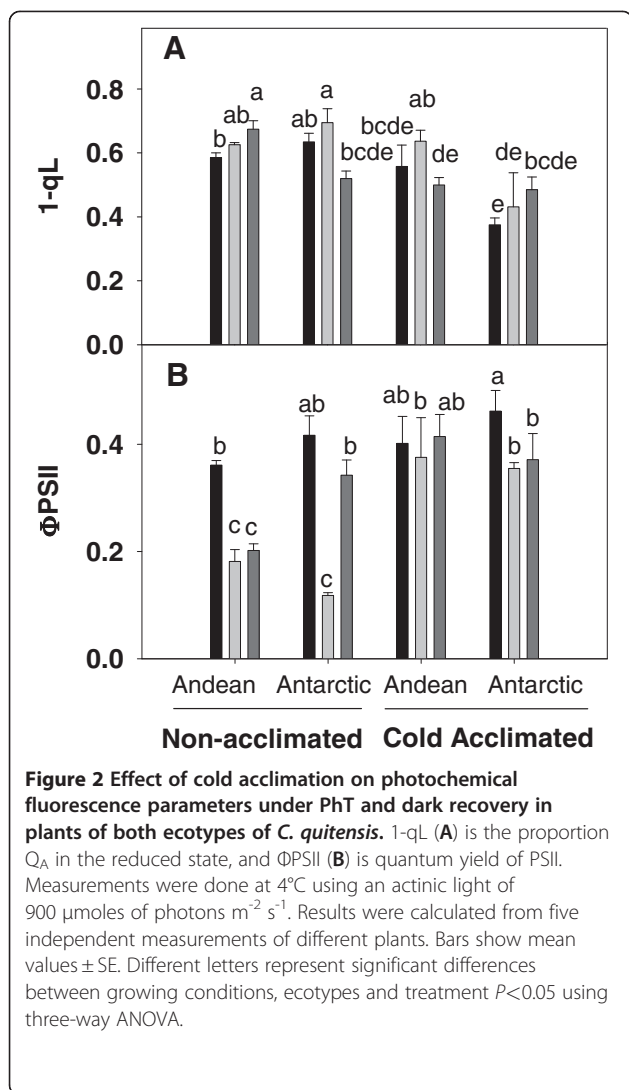 A
0.8
0.6
0.4
0.2
0.0
1-qL
b ab a ab a bcde bcde ab de e de bcde
B
0.4
0.2
0.0
ΦPSII
b c c ab c b ab b ab a b b
Andean Antarctic Andean Antarctic
Non-acclimated Cold Acclimated
Figure 2 Effect of cold acclimation on photochemical
fluorescence parameters under PhT and dark recovery in
plants of both ecotypes of C. quitensis. 1-qL (A) is the proportion
QA in the reduced state, and ΦPSII (B) is quantum yield of PSII.
Measurements were done at 4°C using an actinic light of
900 μmoles of photons m-2 s-1. Results were calculated from five
independent measurements of different plants. Bars show mean
values ± SE. Different letters represent significant differences
between growing conditions, ecotypes and treatment P<0.05 using
three-way ANOVA.